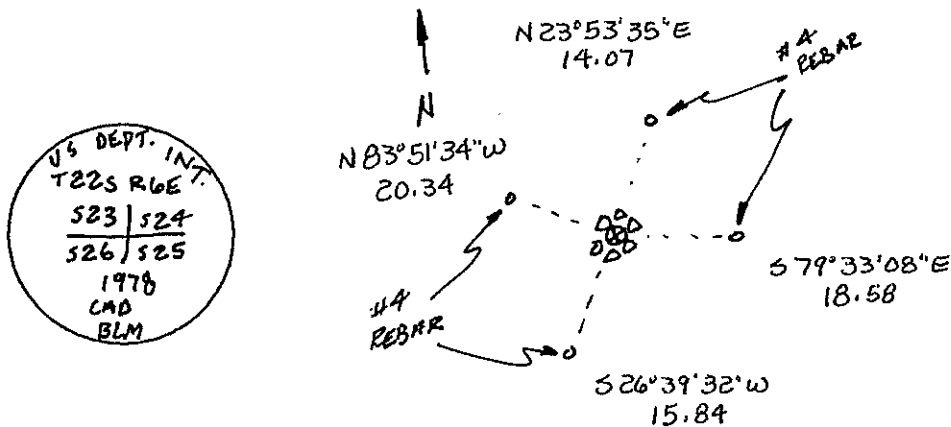 US DEPT. INT.
T22S R6E
S23 S24
S26 S25
1978
CAD
BLM
N
N23°53'35"E
14.07
#4
REBAR
N83°51'34"W
20.34
S79°33'08"E
18.58
#4
REBAR
S26°39'32"W
15.84